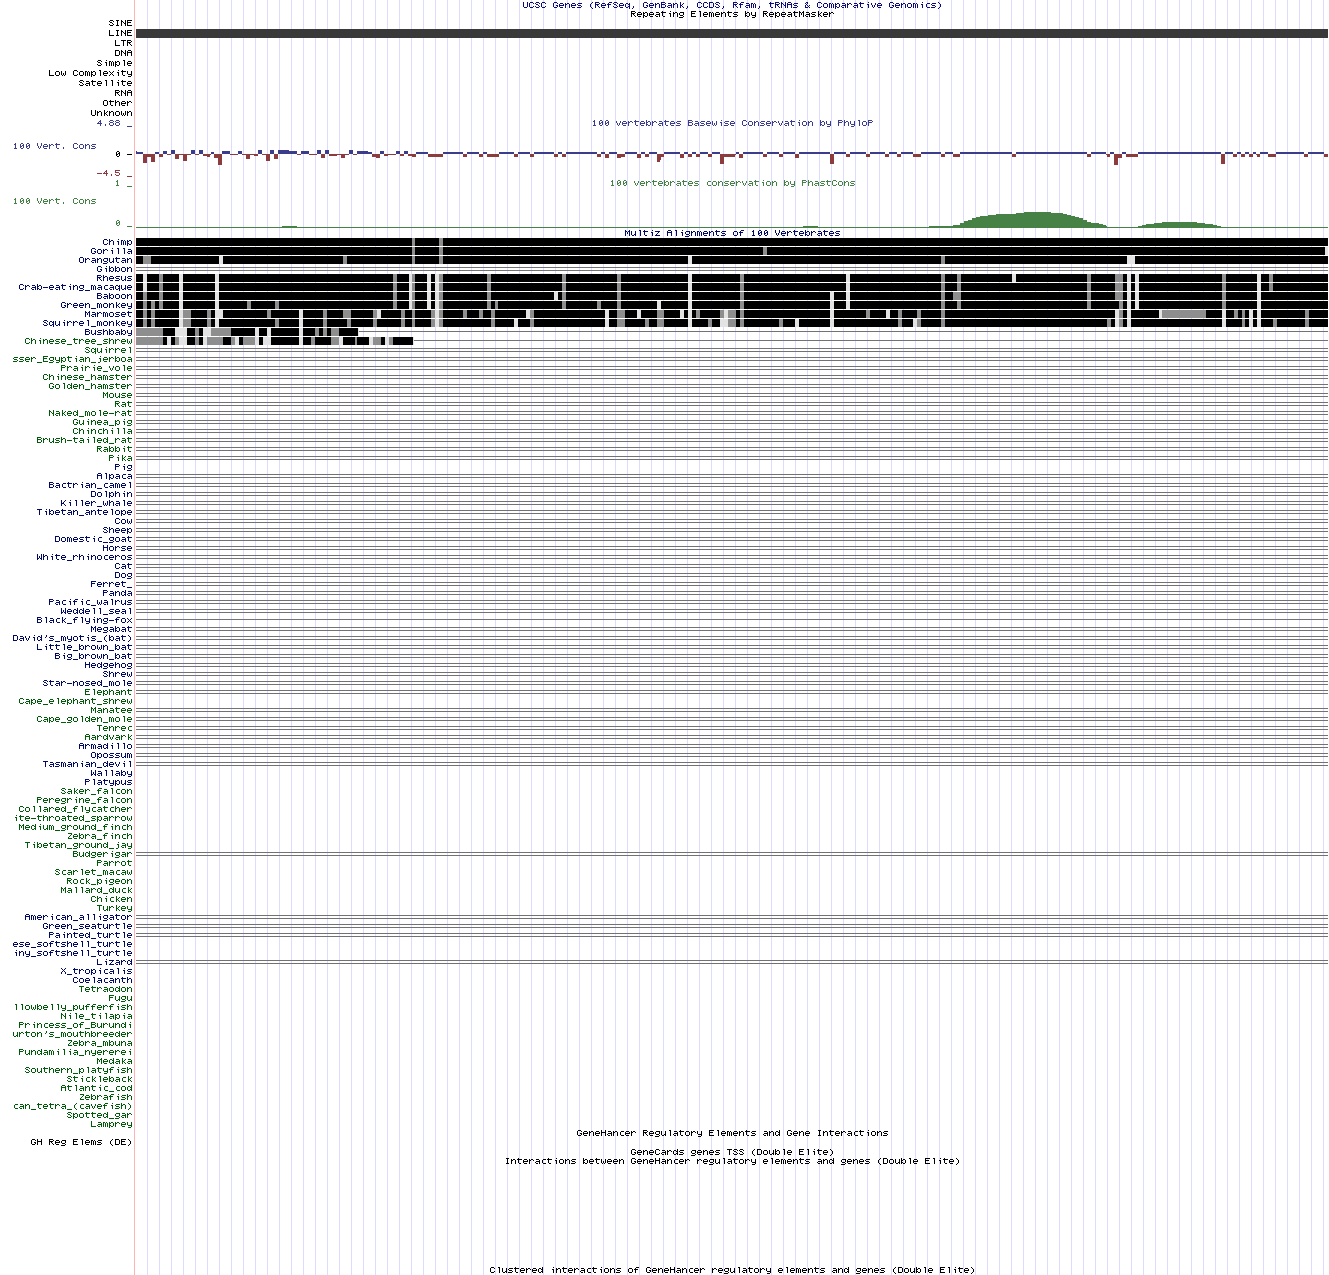 UCSC Genes (RefSeq, GenBank, CCDS, Rfam, tRNAs & Comparative Genomics)
Repeating Elements by RepeatMasker
SINE
LINE
LTR
DNA
Simple
Low Complexity
Satellite
RNA
Other
Unknown
4.88 _
100 vertebrates Basewise Conservation by PhyloP
100 Vert. Cons
0 _
-4.5 _
1 _
100 vertebrates conservation by PhastCons
100 Vert. Cons
0 _
Multiz Alignments of 100 Vertebrates
Chimp
Gorilla
Orangutan
Gibbon
Rhesus
Crab-eating_macaque
Baboon
Green_monkey
Marmoset
Squirrel_monkey
Bushbaby
Chinese_tree_shrew
Squirrel
sser_Egyptian_jerboa
Prairie_vole
Chinese_hamster
Golden_hamster
Mouse
Rat
Naked_mole-rat
Guinea_pig
Chinchilla
Brush-tailed_rat
Rabbit
Pika
Pig
Alpaca
Bactrian_camel
Dolphin
Killer_whale
Tibetan_antelope
Cow
Sheep
Domestic_goat
Horse
White_rhinoceros
Cat
Dog
Ferret_
Panda
Pacific_walrus
Weddell_seal
Black_flying-fox
Megabat
David's_myotis_(bat)
Little_brown_bat
Big_brown_bat
Hedgehog
Shrew
Star-nosed_mole
Elephant
Cape_elephant_shrew
Manatee
Cape_golden_mole
Tenrec
Aardvark
Armadillo
Opossum
Tasmanian_devil
Wallaby
Platypus
Saker_falcon
Peregrine_falcon
Collared_flycatcher
ite-throated_sparrow
Medium_ground_finch
Zebra_finch
Tibetan_ground_jay
Budgerigar
Parrot
Scarlet_macaw
Rock_pigeon
Mallard_duck
Chicken
Turkey
American_alligator
Green_seaturtle
Painted_turtle
ese_softshell_turtle
iny_softshell_turtle
Lizard
X_tropicalis
Coelacanth
Tetraodon
Fugu
llowbelly_pufferfish
Nile_tilapia
Princess_of_Burundi
urton's_mouthbreeder
Zebra_mbuna
Pundamilia_nyererei
Medaka
Southern_platyfish
Stickleback
Atlantic_cod
Zebrafish
can_tetra_(cavefish)
Spotted_gar
Lamprey
GeneHancer Regulatory Elements and Gene Interactions
GH Reg Elems (DE)
GeneCards genes TSS (Double Elite)
Interactions between GeneHancer regulatory elements and genes (Double Elite)
Clustered interactions of GeneHancer regulatory elements and genes (Double Elite)